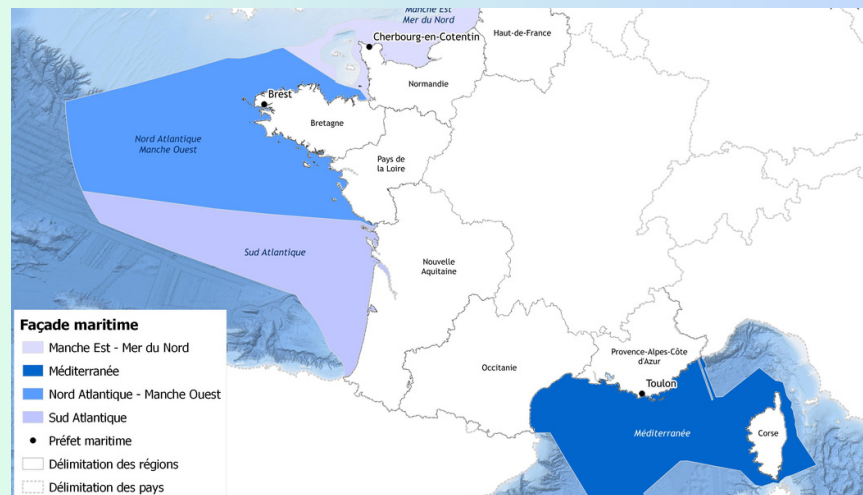 Manche Est
Mer du Nord
Cherbourg-en-Cotentin
Haut-de-France
Normandie
Brest
Bretagne
Nord Atlantique
Manche Ouest
Pays de
la Loire
Sud Atlantique
Nouvelle
Aquitaine
Façade maritime
Manche Est - Mer du Nord
Méditerranée
Nord Atlantique - Manche Ouest
Sud Atlantique
Préfet maritime
Délimitation des régions
Délimitation des pays
Occitanie
Provence-Alpes-Côte
d'Azur
Toulon
Méditerranée
Corse